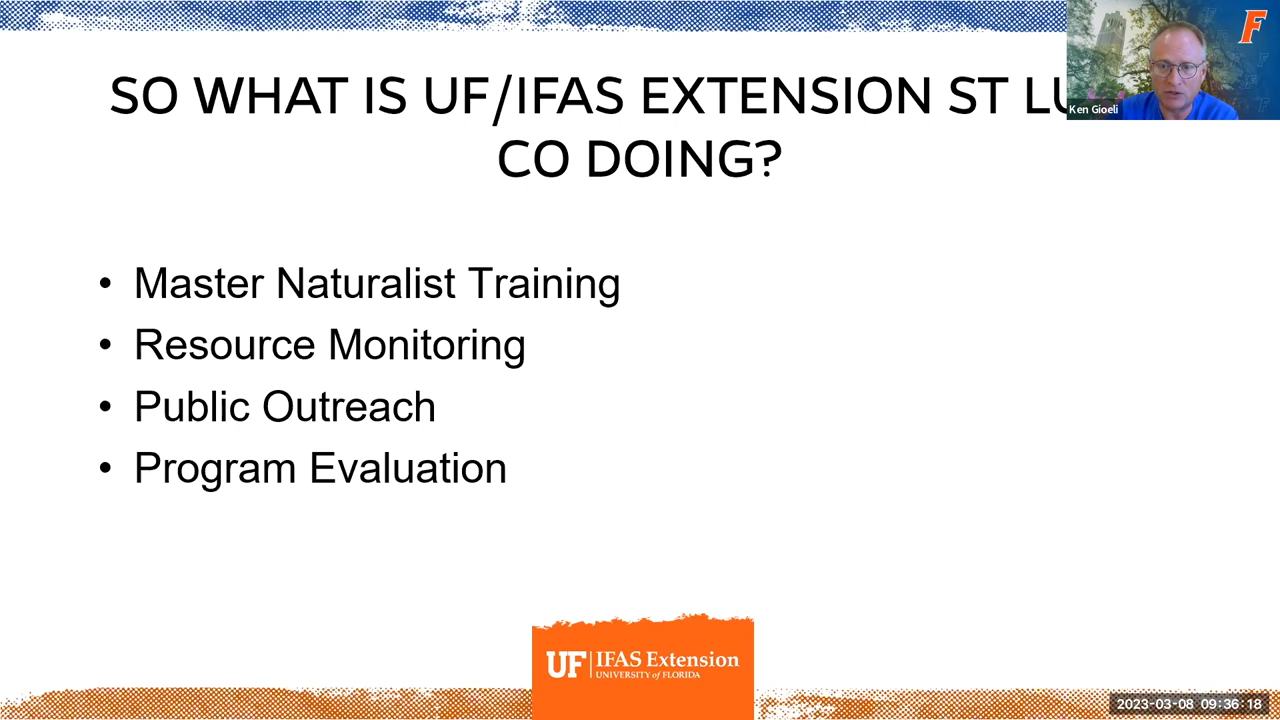 SO WHAT IS UF/IFAS EXTENSION ST LU
CO DOING?
F
Ken Gioeli
• Master Naturalist Training
• Resource Monitoring
• Public Outreach
• Program Evaluation
UF IFAS Extension
UNIVERSITY of FLORIDA
2023-03-08 09:36:18